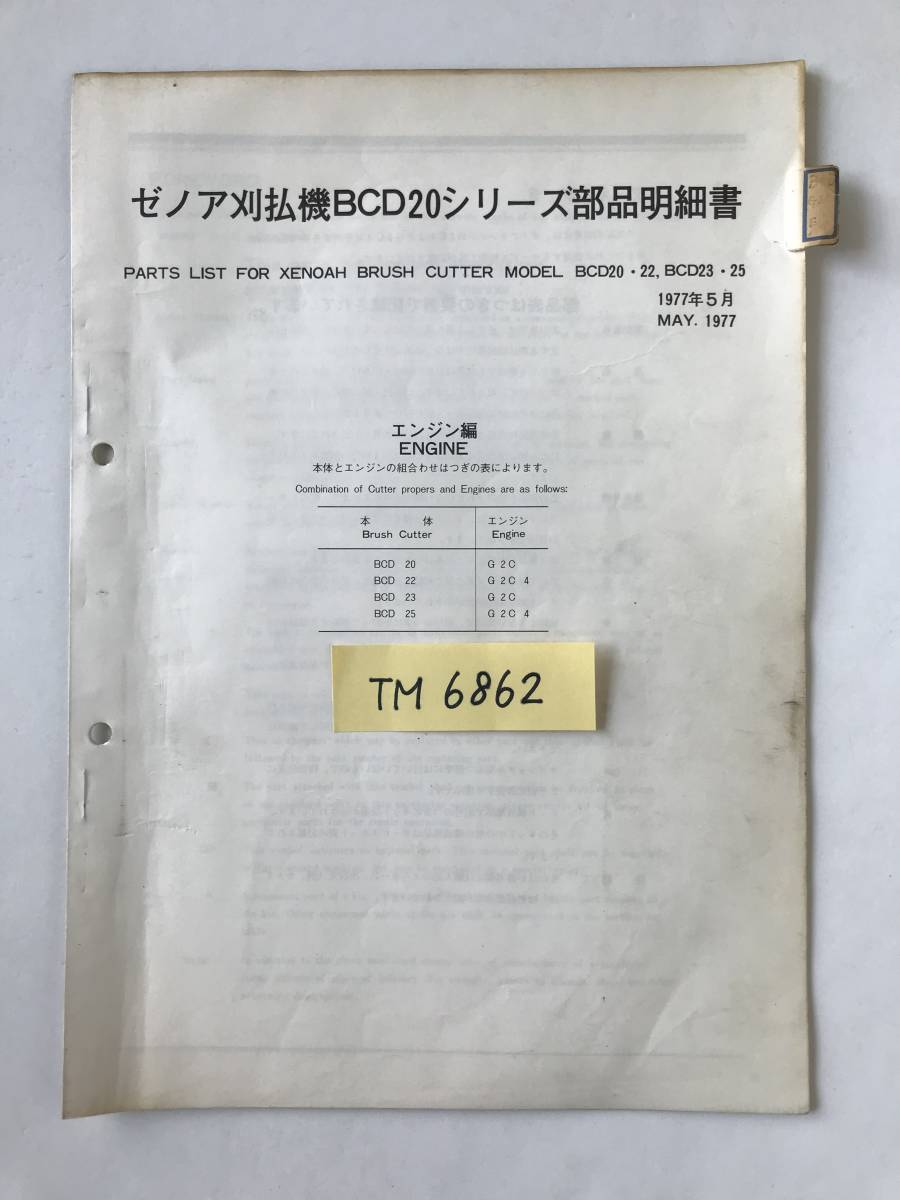 ゼノア刈払機BCD20シリーズ部品明細書
PARTS LIST FOR XENOAH BRUSH CUTTER MODEL BCD20・22, BCD23・25
1977年5月
MAY. 1977
エンジン編
ENGINE
本体とエンジンの組合わせはつぎの表によります。
Combination of Cutter propers and Engines are as follows:
本 体 エンジン
Brush Cutter Engine
BCD 20 G 2 C
BCD 22 G 2 C 4
BCD 23 G 2 C
BCD 25 G 2 C 4
TM 6862